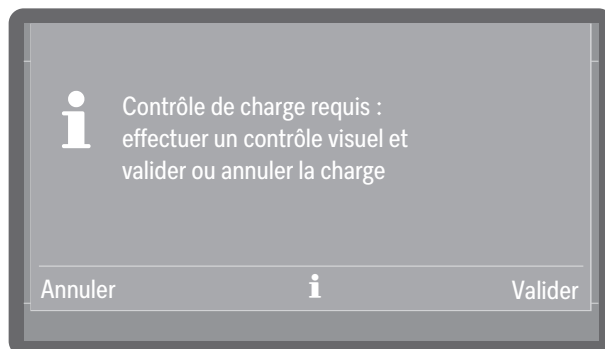 Contrôle de charge requis :
effectuer un contrôle visuel et
valider ou annuler la charge
Annuler i Valider